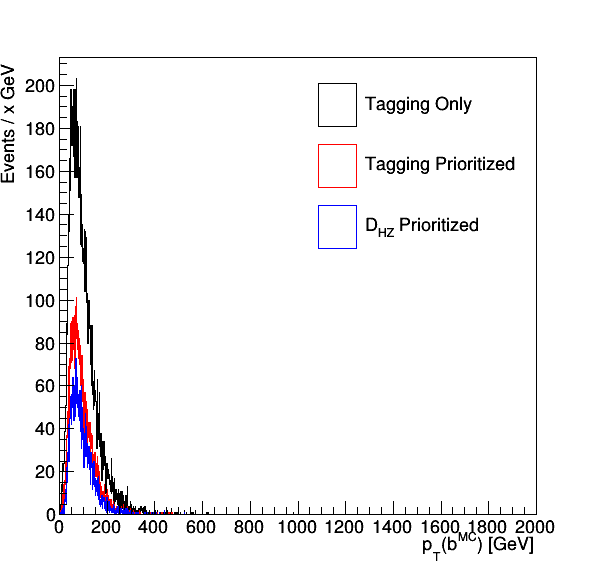 Events / x GeV
200
180
160
140
120
100
80
60
40
20
0
Tagging Only
Tagging Prioritized
D_HZ Prioritized
0 200 400 600 800 1000 1200 1400 1600 1800 2000
p_T(b^MC) [GeV]